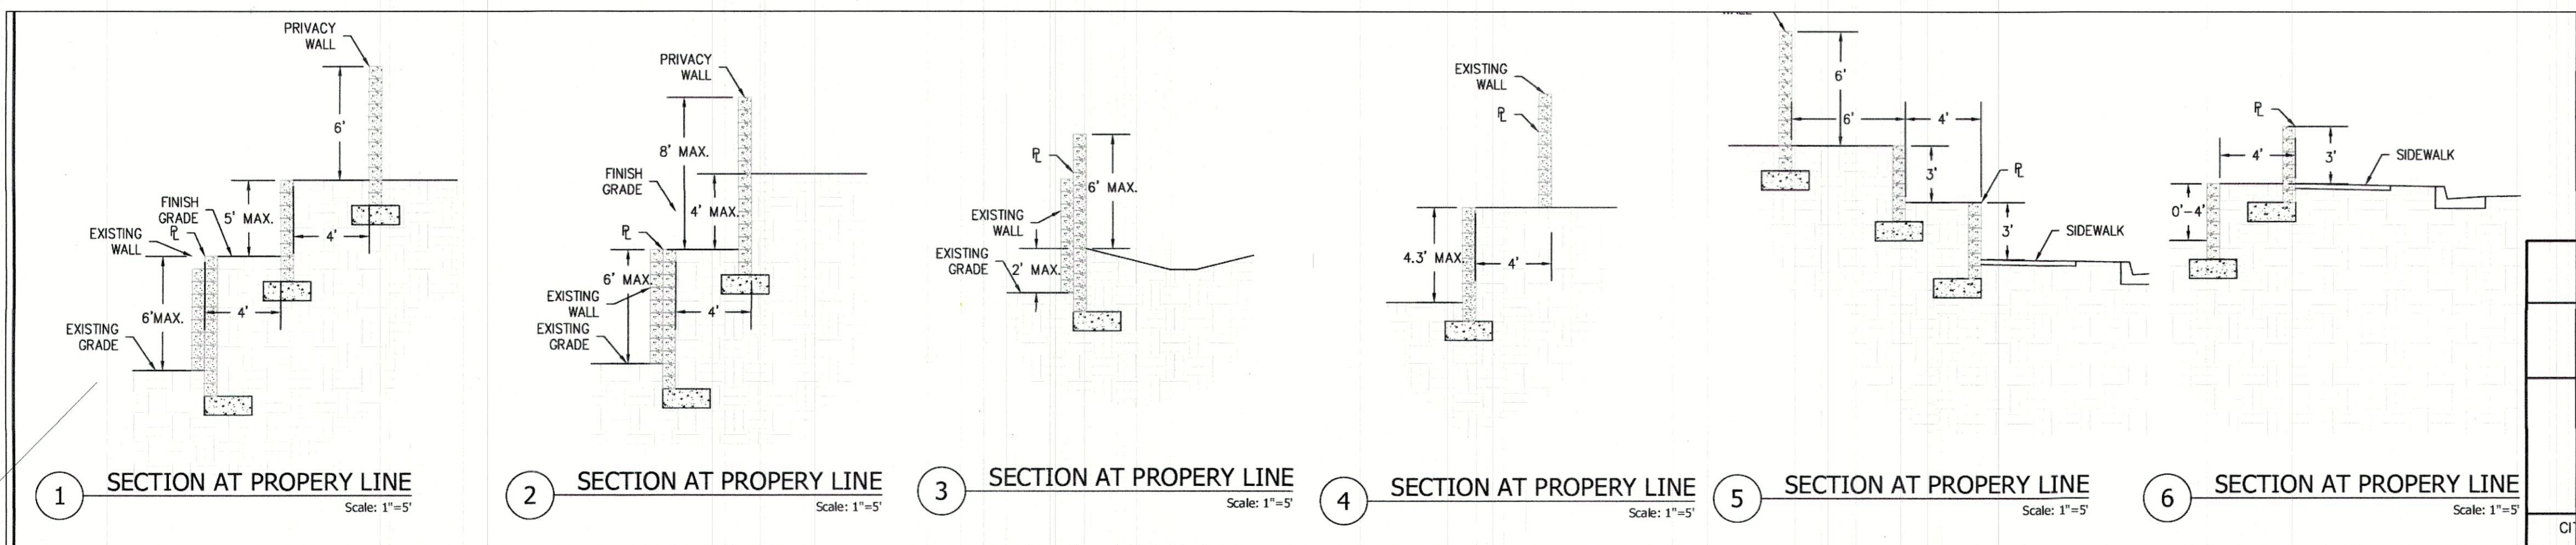 PRIVACY
WALL
6'
FINISH
GRADE
5' MAX.
EXISTING
WALL
PL
4'
6'MAX.
4'
EXISTING
GRADE
1
SECTION AT PROPERY LINE
Scale: 1"=5'
PRIVACY
WALL
8' MAX.
FINISH
GRADE
4' MAX.
PL
6' MAX.
EXISTING
WALL
4'
EXISTING
GRADE
2
SECTION AT PROPERY LINE
Scale: 1"=5'
PL
6' MAX.
EXISTING
WALL
EXISTING
GRADE
2' MAX.
3
SECTION AT PROPERY LINE
Scale: 1"=5'
EXISTING
WALL
PL
4.3' MAX.
4'
4
SECTION AT PROPERY LINE
Scale: 1"=5'
6'
6'
4'
3'
PL
3'
SIDEWALK
5
SECTION AT PROPERY LINE
Scale: 1"=5'
PL
4'
3'
SIDEWALK
0'-4'
6
SECTION AT PROPERY LINE
Scale: 1"=5'